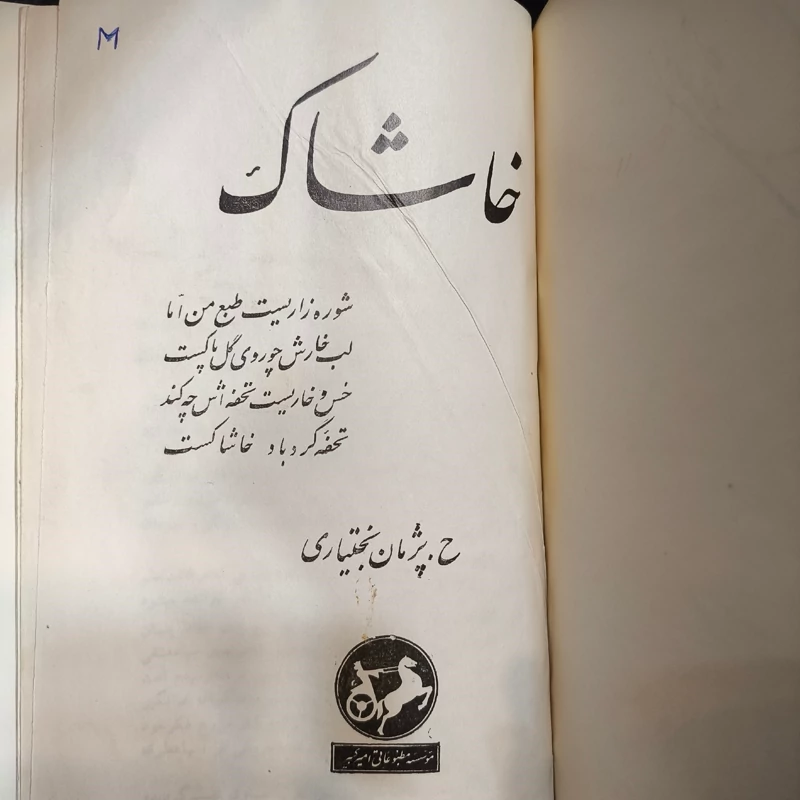 M
خاشاک
شوره زاریست طبع من امّا
لب خارش چو روی گل پاکست
خس و خاریست تحفه اش چه کند
تحفهٔ گردباد خاشاکست
ح. پژمان بختیاری
مؤسسه مطبوعاتی امیرکبیر